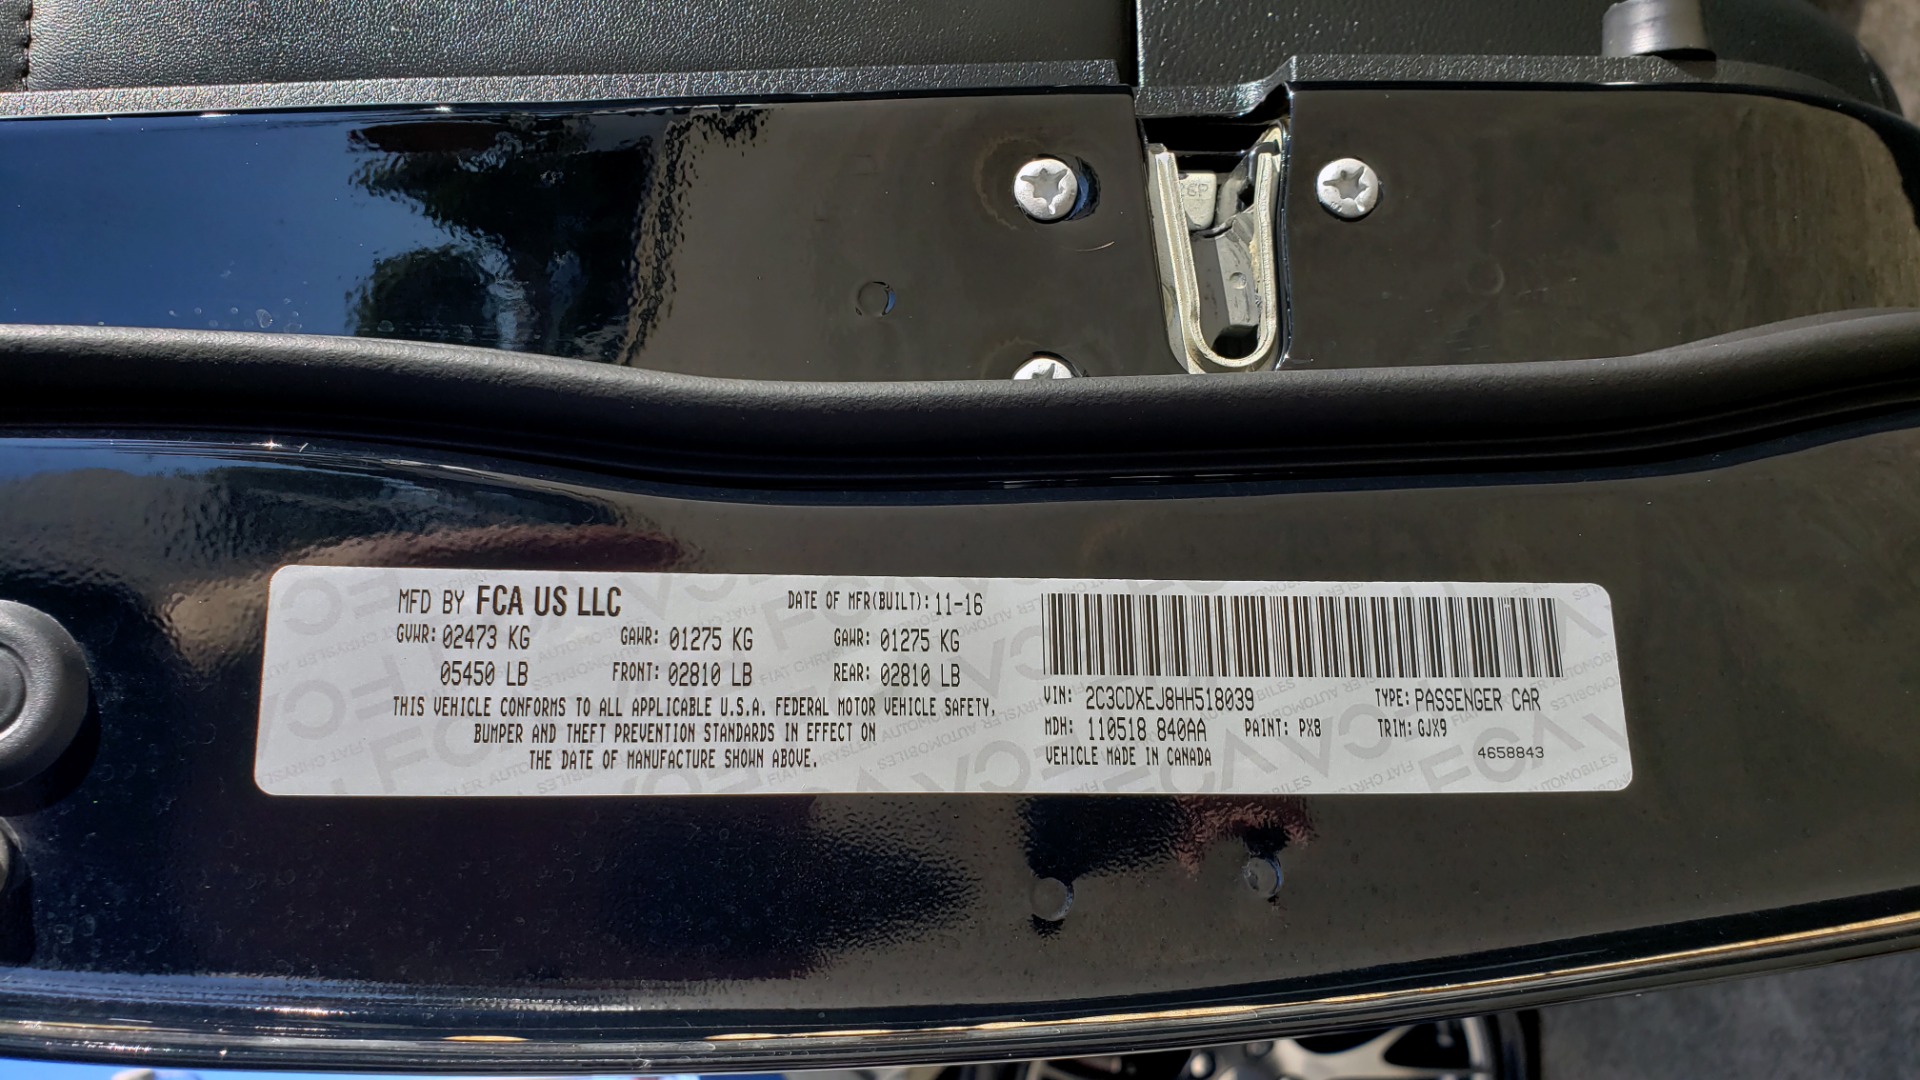 MFD BY FCA US LLC
DATE OF MFR(BUILT): 11-16
GVWR: 02473 KG
GAWR: 01275 KG
GAWR: 01275 KG
05450 LB
FRONT: 02810 LB
REAR: 02810 LB
THIS VEHICLE CONFORMS TO ALL APPLICABLE U.S.A. FEDERAL MOTOR VEHICLE SAFETY,
BUMPER AND THEFT PREVENTION STANDARDS IN EFFECT ON
THE DATE OF MANUFACTURE SHOWN ABOVE.
VIN: 2C3CDXEJ8HH518039
TYPE: PASSENGER CAR
MDH: 110518 840AA
PAINT: PX8
TRIM: GJX9
VEHICLE MADE IN CANADA
4658843